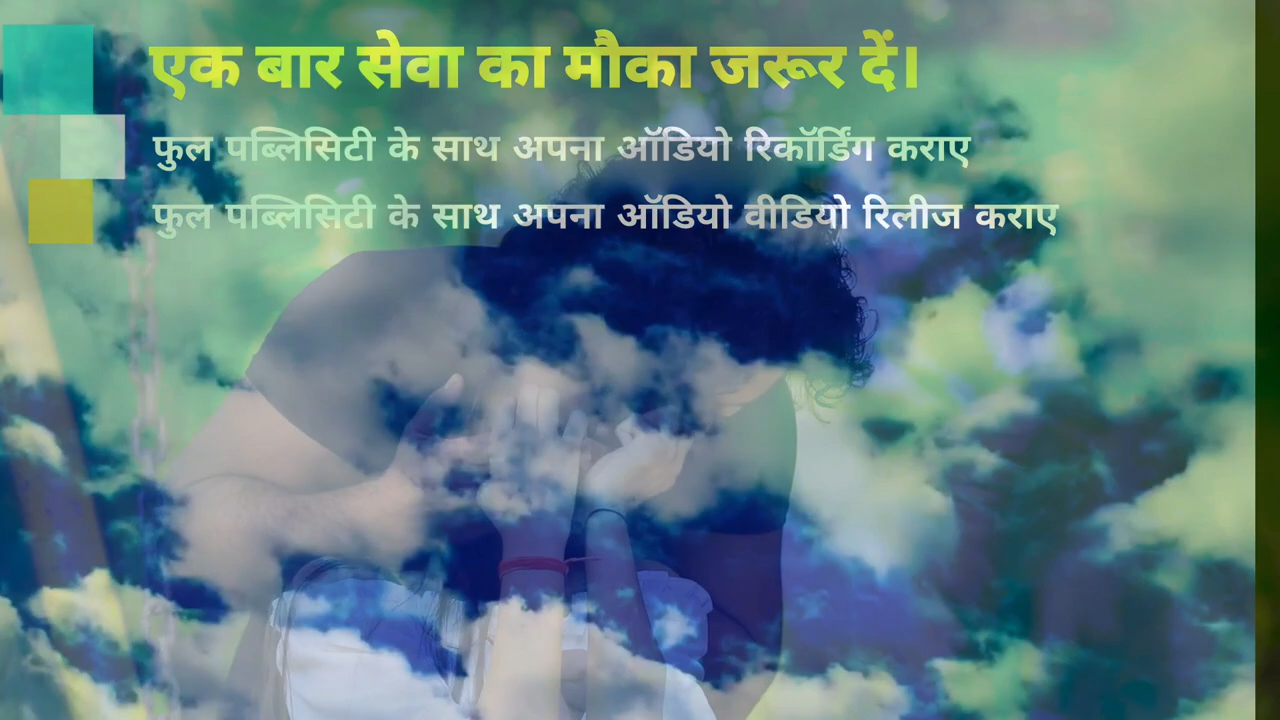 एक बार सेवा का मौका जरूर दें।
फुल पब्लिसिटी के साथ अपना ऑडियो रिकॉर्डिंग कराए
फुल पब्लिसिटी के साथ अपना ऑडियो वीडियो रिलीज कराए